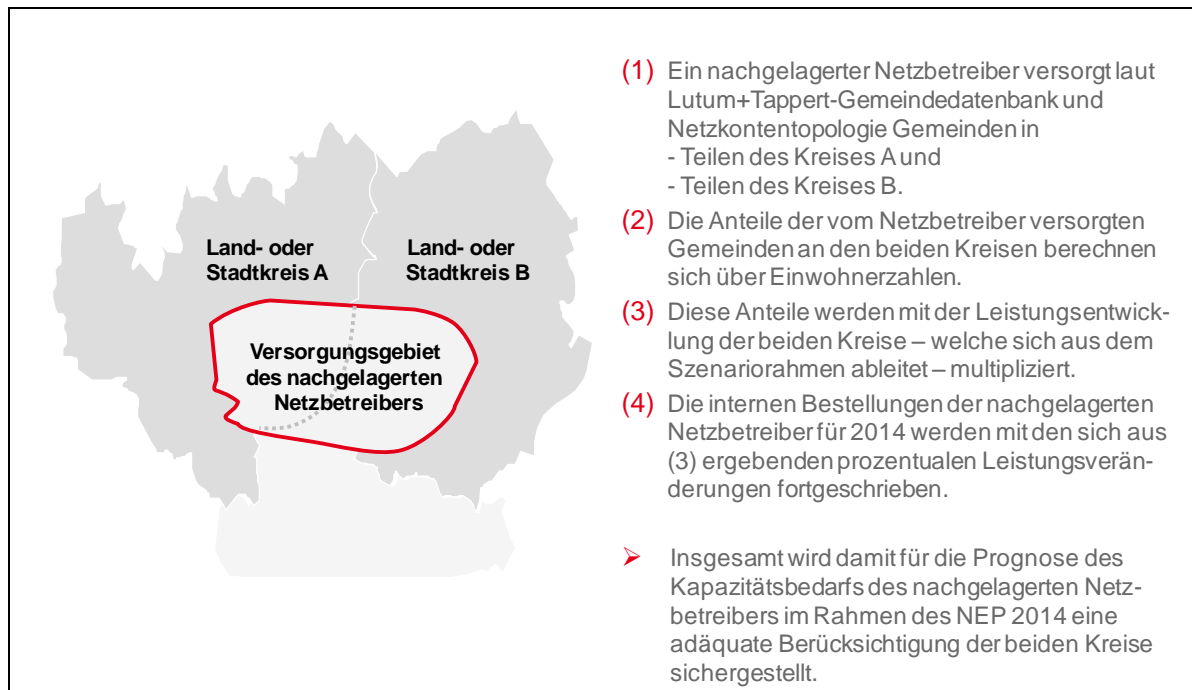 Land- oder
Stadtkreis A
Land- oder
Stadtkreis B
Versorgungsgebiet
des nachgelagerten
Netzbetreibers
(1) Ein nachgelagerter Netzbetreiber versorgt laut
Lutum+Tappert-Gemeindedatenbank und
Netzkontentopologie Gemeinden in
- Teilen des Kreises A und
- Teilen des Kreises B.
(2) Die Anteile der vom Netzbetreiber versorgten
Gemeinden an den beiden Kreisen berechnen
sich über Einwohnerzahlen.
(3) Diese Anteile werden mit der Leistungsentwick-
lung der beiden Kreise – welche sich aus dem
Szenariorahmen ableitet – multipliziert.
(4) Die internen Bestellungen der nachgelagerten
Netzbetreiber für 2014 werden mit den sich aus
(3) ergebenden prozentualen Leistungsverän-
derungen fortgeschrieben.
➢ Insgesamt wird damit für die Prognose des
Kapazitätsbedarfs des nachgelagerten Netz-
betreibers im Rahmen des NEP 2014 eine
adäquate Berücksichtigung der beiden Kreise
sichergestellt.